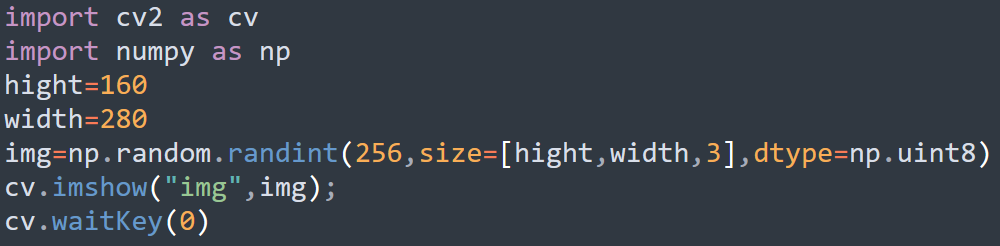 import cv2 as cv
import numpy as np
hight=160
width=280
img=np.random.randint(256,size=[hight,width,3],dtype=np.uint8)
cv.imshow("img",img);
cv.waitKey(0)